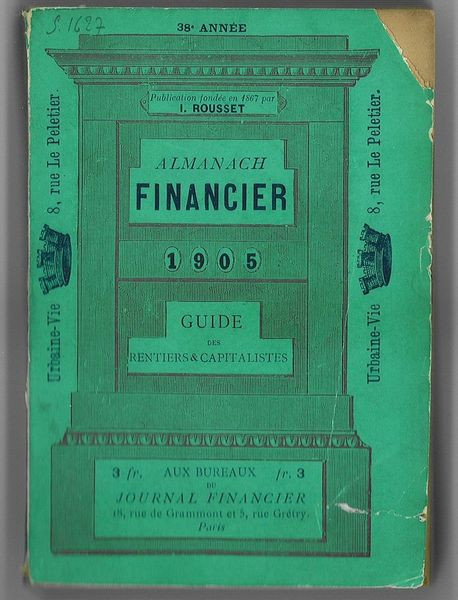 S. 1627
38e ANNÉE
Publication fondée en 1867 par
I. ROUSSET
ALMANACH
FINANCIER
1905
GUIDE
DES
RENTIERS & CAPITALISTES
3 fr. AUX BUREAUX fr. 3
DU
JOURNAL FINANCIER
18, rue de Grammont et 5, rue Grétry.
Paris
Urbaine-Vie 8, rue Le Peletier.
Urbaine-Vie 8, rue Le Peletier.